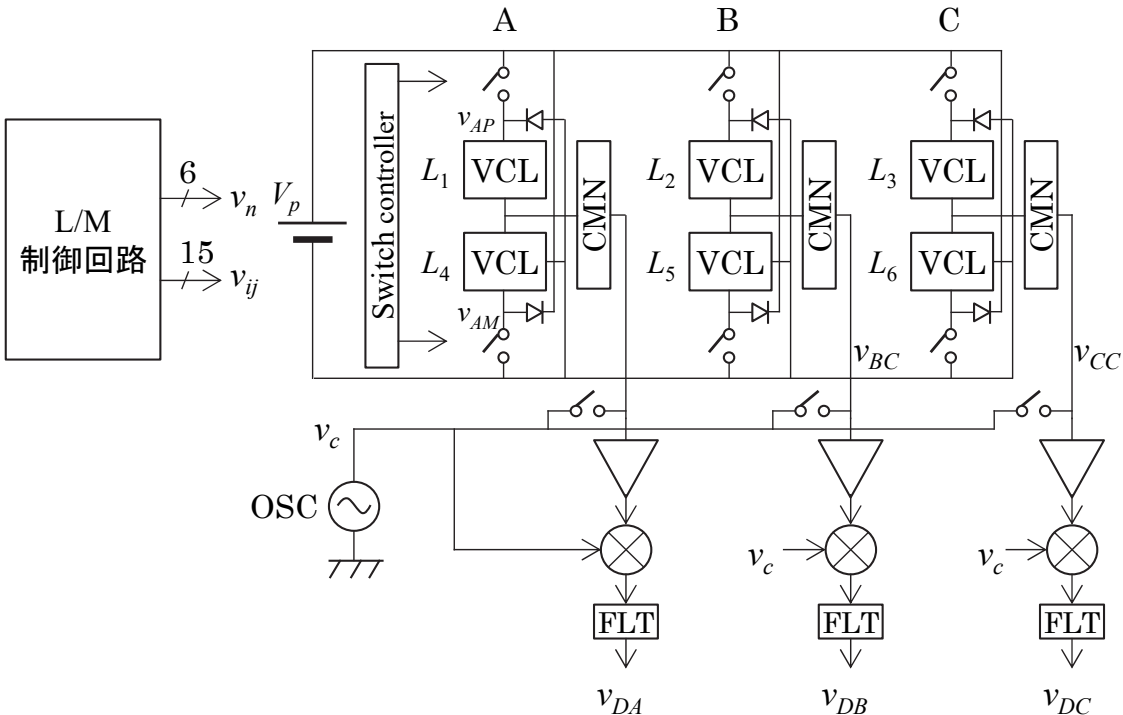 A
B
C
L/M
制御回路
6
v_n
15
v_ij
V_p
Switch controller
v_AP
L_1
VCL
CMN
L_4
VCL
v_AM
L_2
VCL
CMN
L_5
VCL
L_3
VCL
CMN
L_6
VCL
v_BC
v_CC
v_c
OSC
v_c
v_c
FLT
FLT
FLT
v_DA
v_DB
v_DC